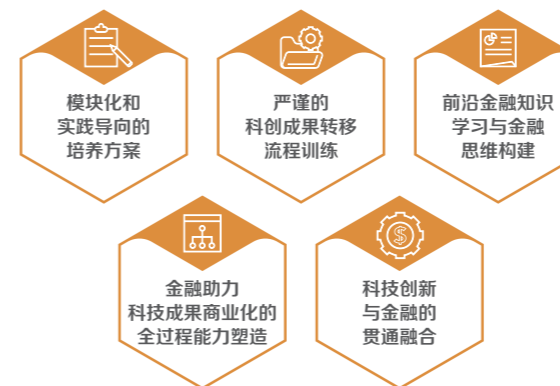 模块化和
实践导向的
培养方案
严谨的
科创成果转移
流程训练
前沿金融知识
学习与金融
思维构建
金融助力
科技成果商业化的
全过程能力塑造
科技创新
与金融的
贯通融合